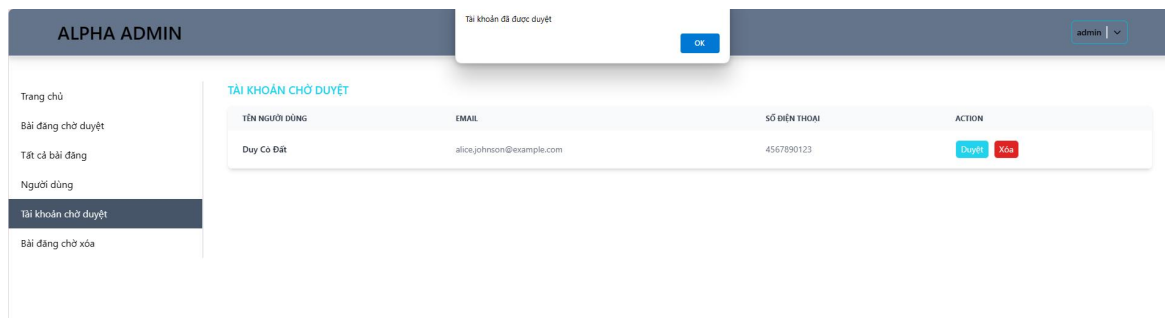 Tài khoản đã được duyệt
OK
ALPHA ADMIN
admin
Trang chủ
Bài đăng chờ duyệt
Tất cả bài đăng
Người dùng
Tài khoản chờ duyệt
Bài đăng chờ xóa
TÀI KHOẢN CHỜ DUYỆT
TÊN NGƯỜI DÙNG EMAIL SỐ ĐIỆN THOẠI ACTION
Duy Cò Đất alice.johnson@example.com 4567890123 Duyệt Xóa